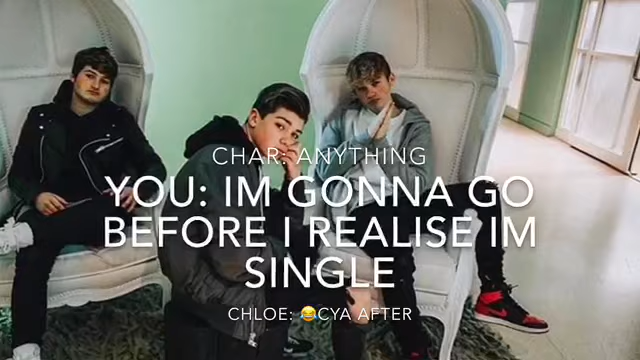 CHAR: ANYTHING
YOU: IM GONNA GO
BEFORE I REALISE IM
SINGLE
CHLOE: 😂CYA AFTER